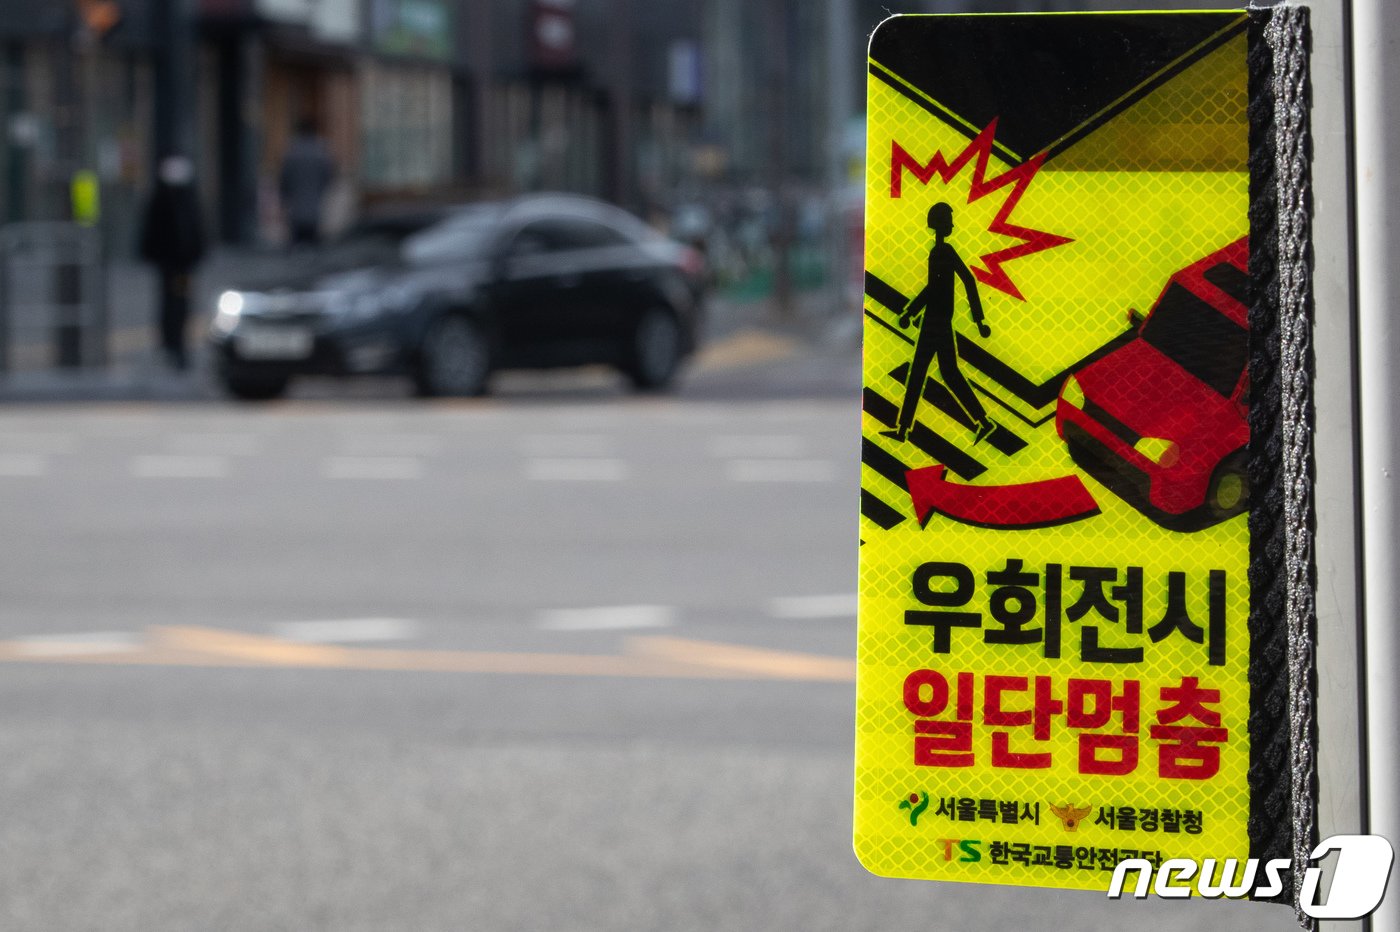 우회전시
일단멈춤
서울특별시 서울경찰청
TS 한국교통안전공단
news1